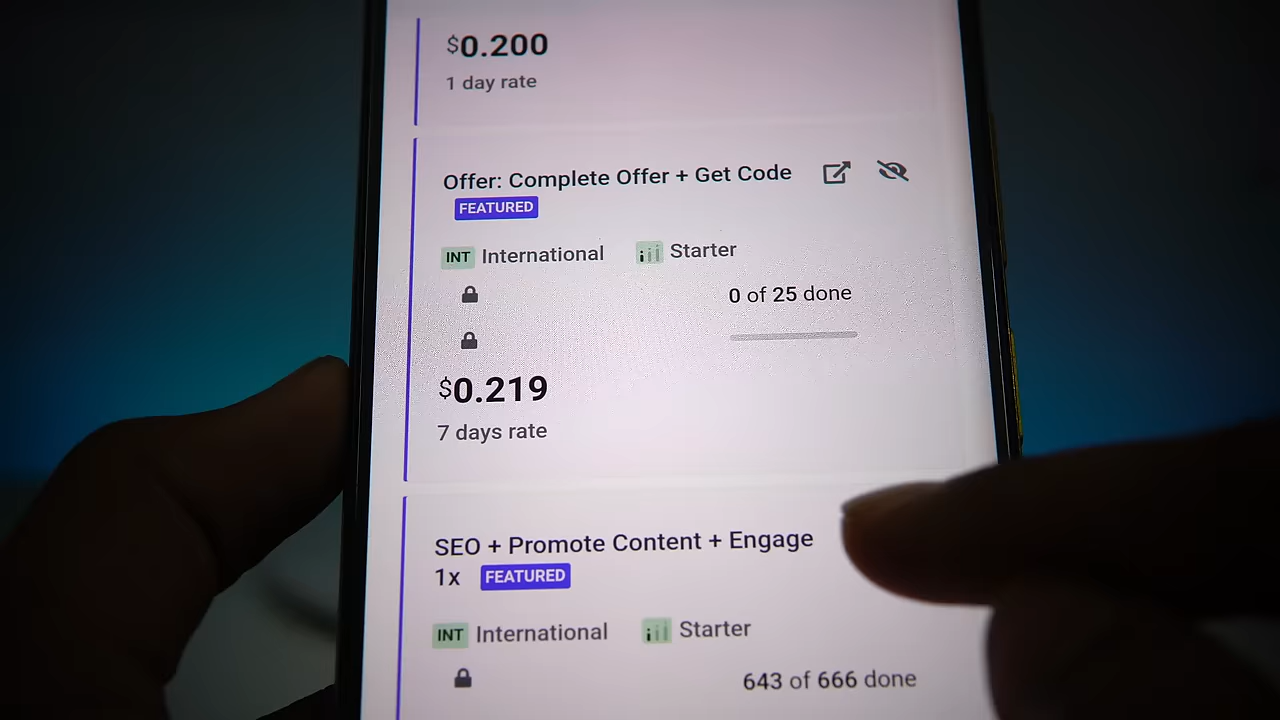 $0.200
1 day rate
Offer: Complete Offer + Get Code
FEATURED
INT International Starter
0 of 25 done
$0.219
7 days rate
SEO + Promote Content + Engage
1x FEATURED
INT International Starter
643 of 666 done